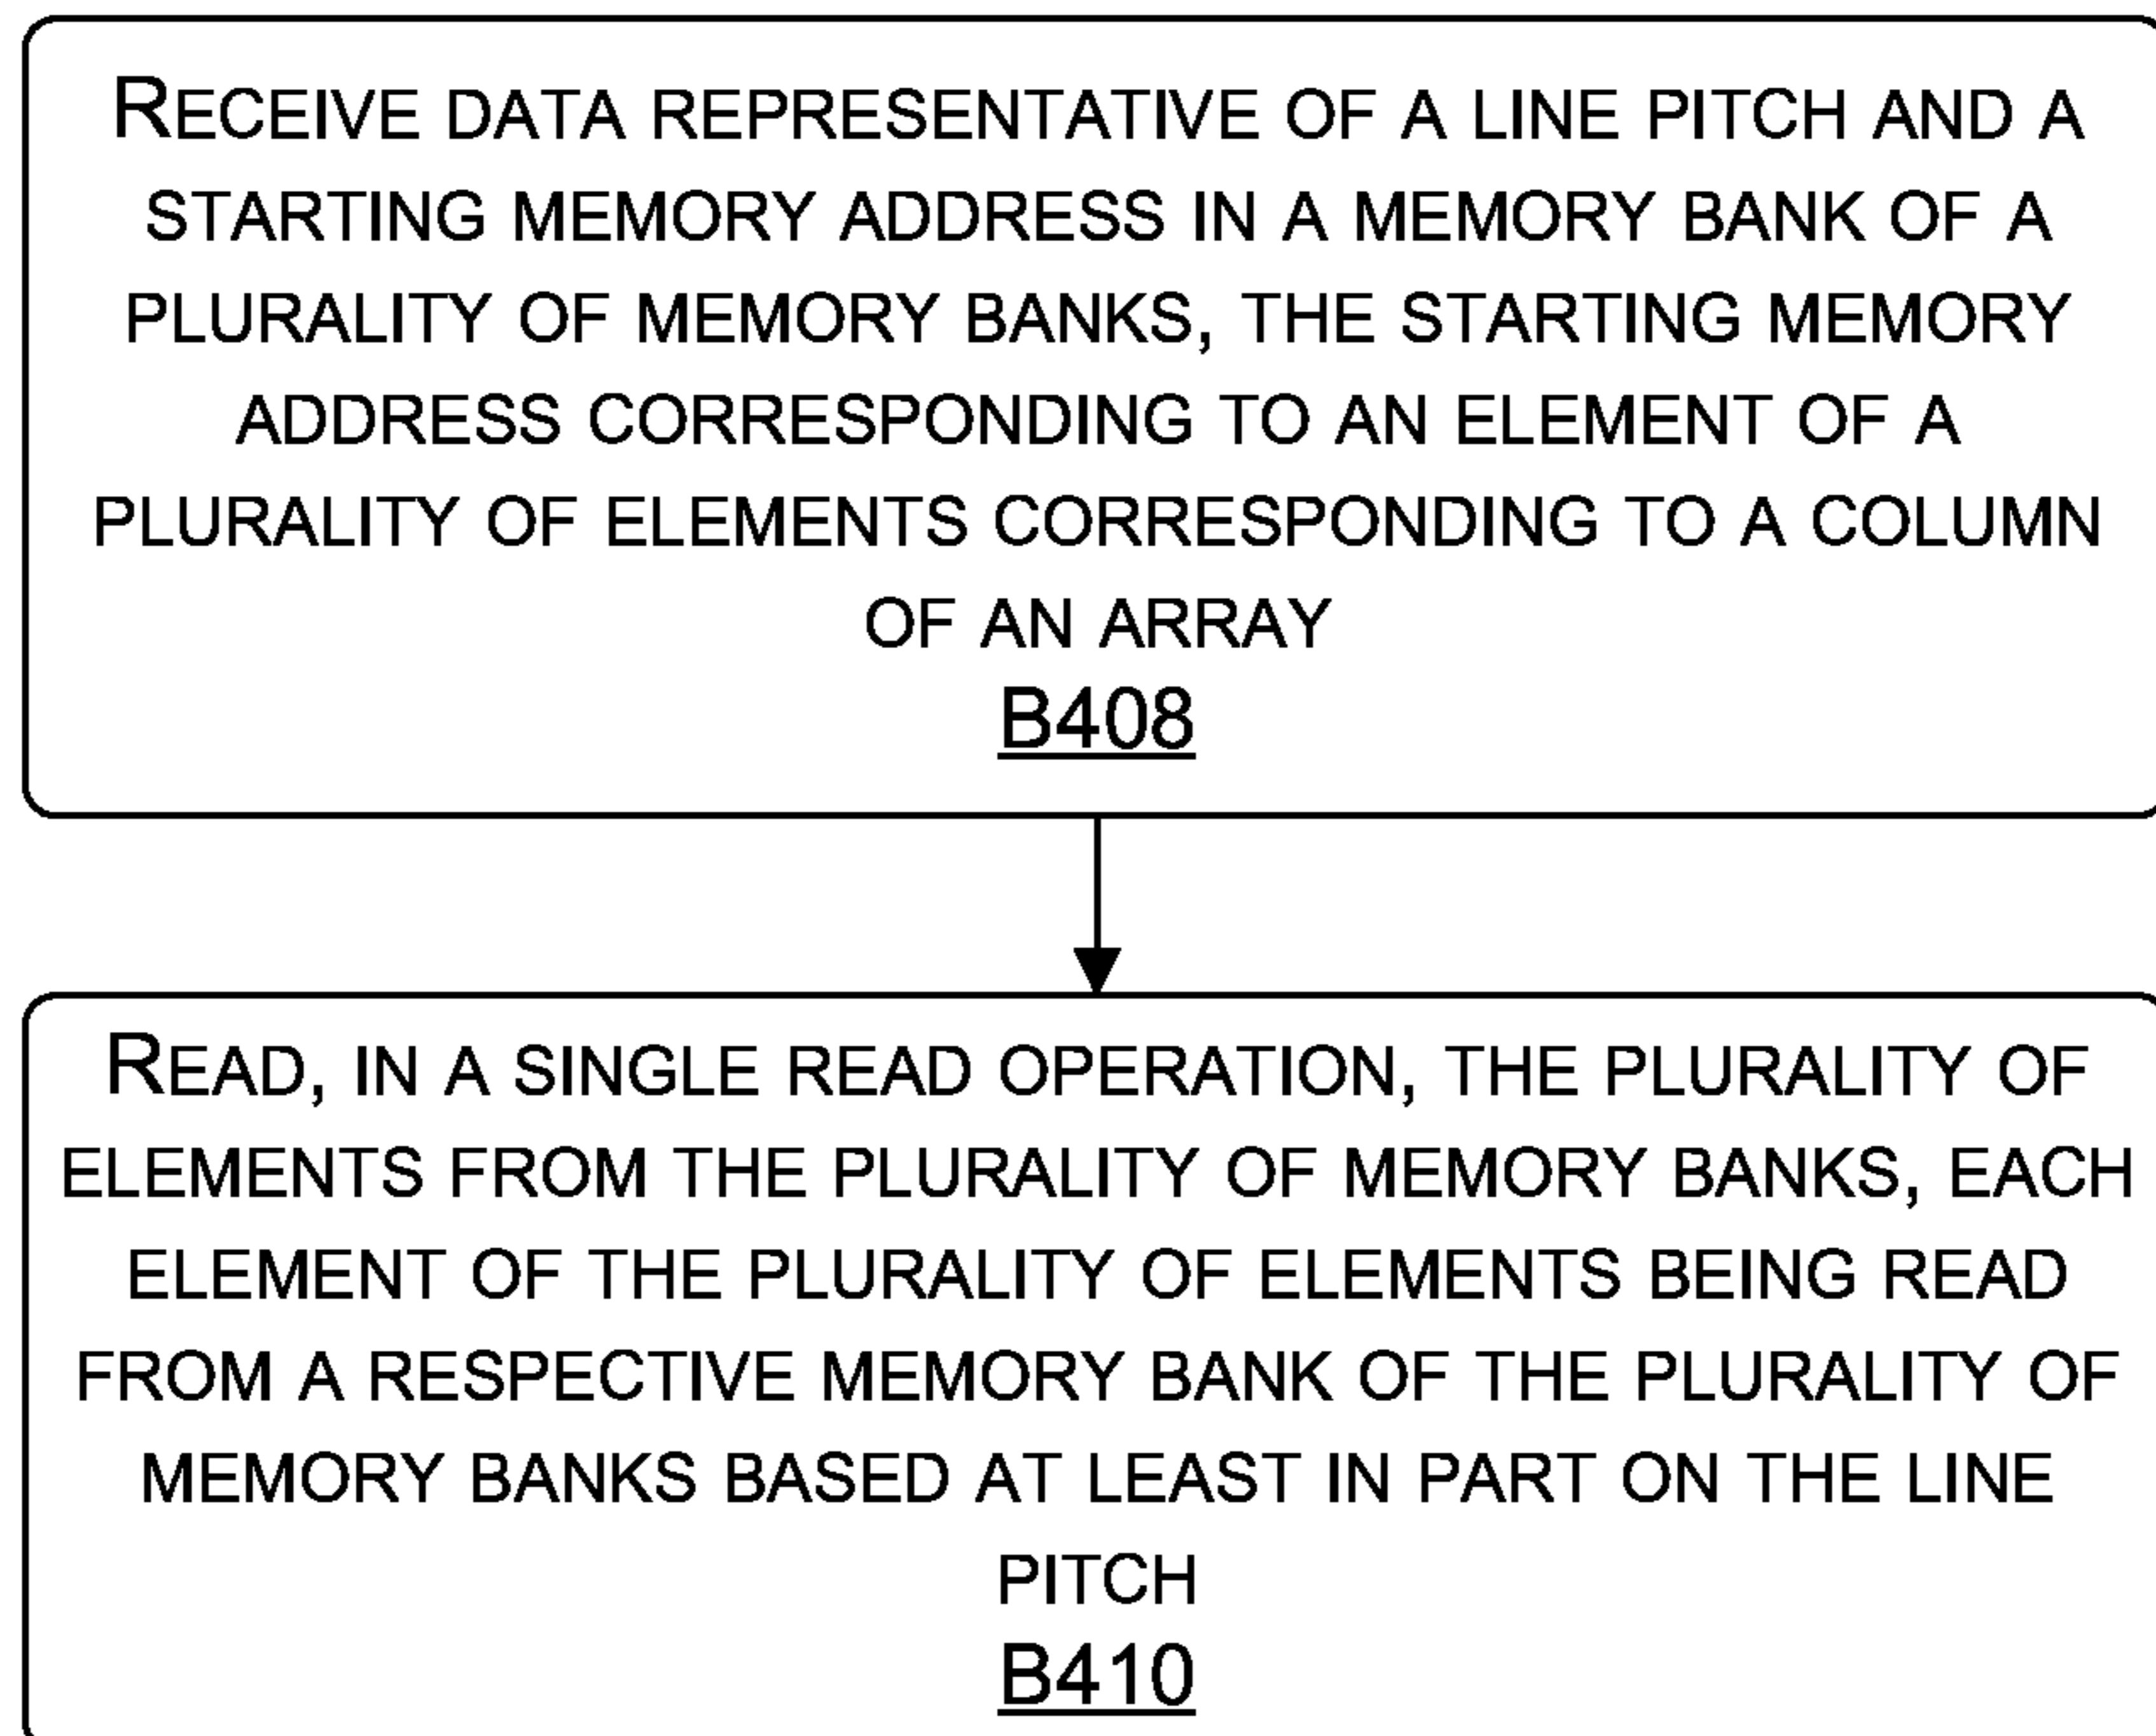 RECEIVE DATA REPRESENTATIVE OF A LINE PITCH AND A
STARTING MEMORY ADDRESS IN A MEMORY BANK OF A
PLURALITY OF MEMORY BANKS, THE STARTING MEMORY
ADDRESS CORRESPONDING TO AN ELEMENT OF A
PLURALITY OF ELEMENTS CORRESPONDING TO A COLUMN
OF AN ARRAY
B408
READ, IN A SINGLE READ OPERATION, THE PLURALITY OF
ELEMENTS FROM THE PLURALITY OF MEMORY BANKS, EACH
ELEMENT OF THE PLURALITY OF ELEMENTS BEING READ
FROM A RESPECTIVE MEMORY BANK OF THE PLURALITY OF
MEMORY BANKS BASED AT LEAST IN PART ON THE LINE
PITCH
B410